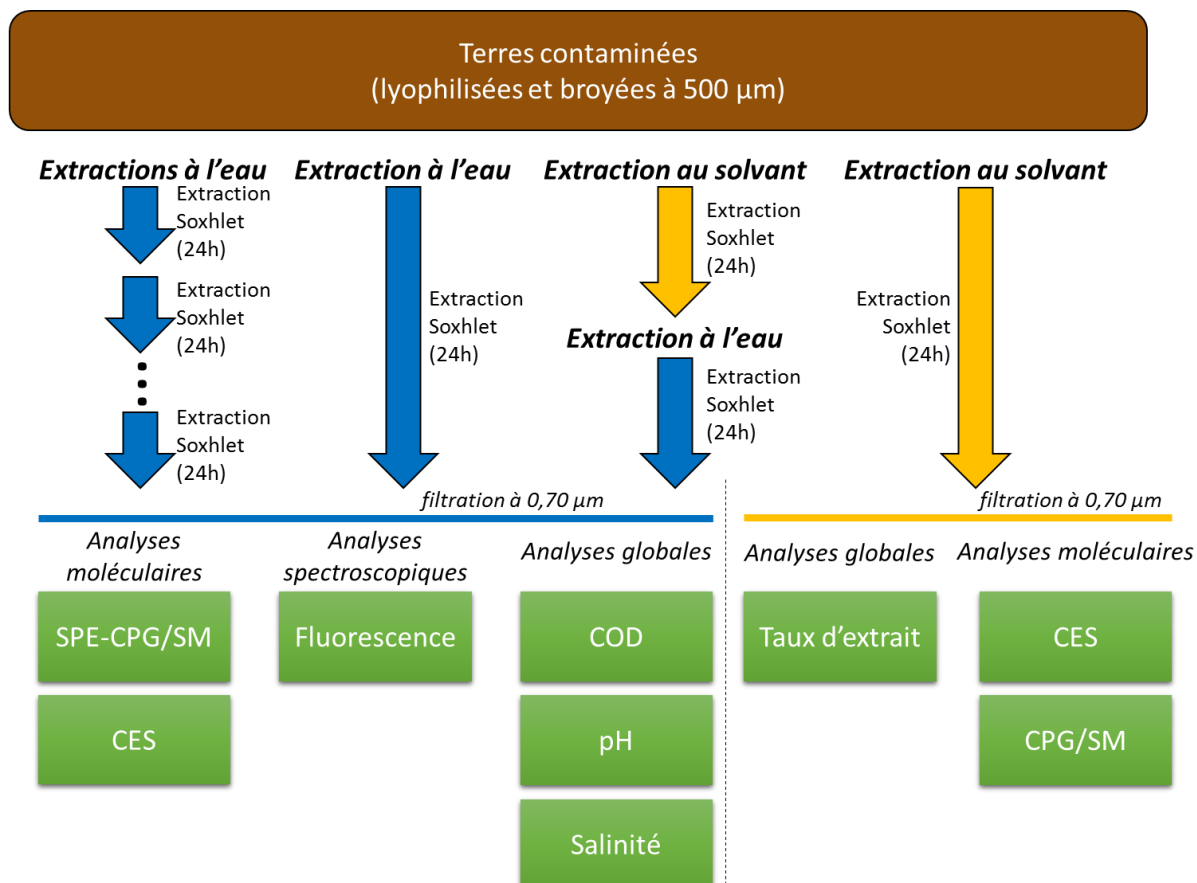 Terres contaminées
(lyophilisées et broyées à 500 µm)
Extractions à l'eau
Extraction
Soxhlet
(24h)
Extraction
Soxhlet
(24h)
Extraction
Soxhlet
(24h)
Extraction à l'eau
Extraction
Soxhlet
(24h)
Extraction au solvant
Extraction
Soxhlet
(24h)
Extraction à l'eau
Extraction
Soxhlet
(24h)
Extraction au solvant
Extraction
Soxhlet
(24h)
filtration à 0,70 µm
filtration à 0,70 µm
Analyses
moléculaires
SPE-CPG/SM
CES
Analyses
spectroscopiques
Fluorescence
Analyses globales
COD
pH
Salinité
Analyses globales
Taux d'extrait
Analyses moléculaires
CES
CPG/SM